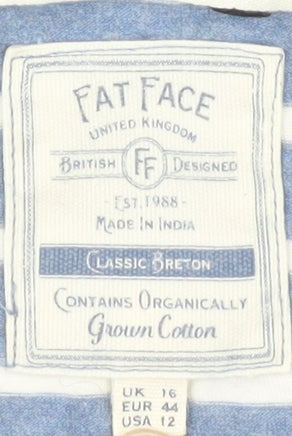 FAT FACE
UNITED KINGDOM
BRITISH FF DESIGNED
- EST. 1988 -
MADE IN INDIA
CLASSIC BRETON
CONTAINS ORGANICALLY
Grown Cotton
UK 16
EUR 44
USA 12